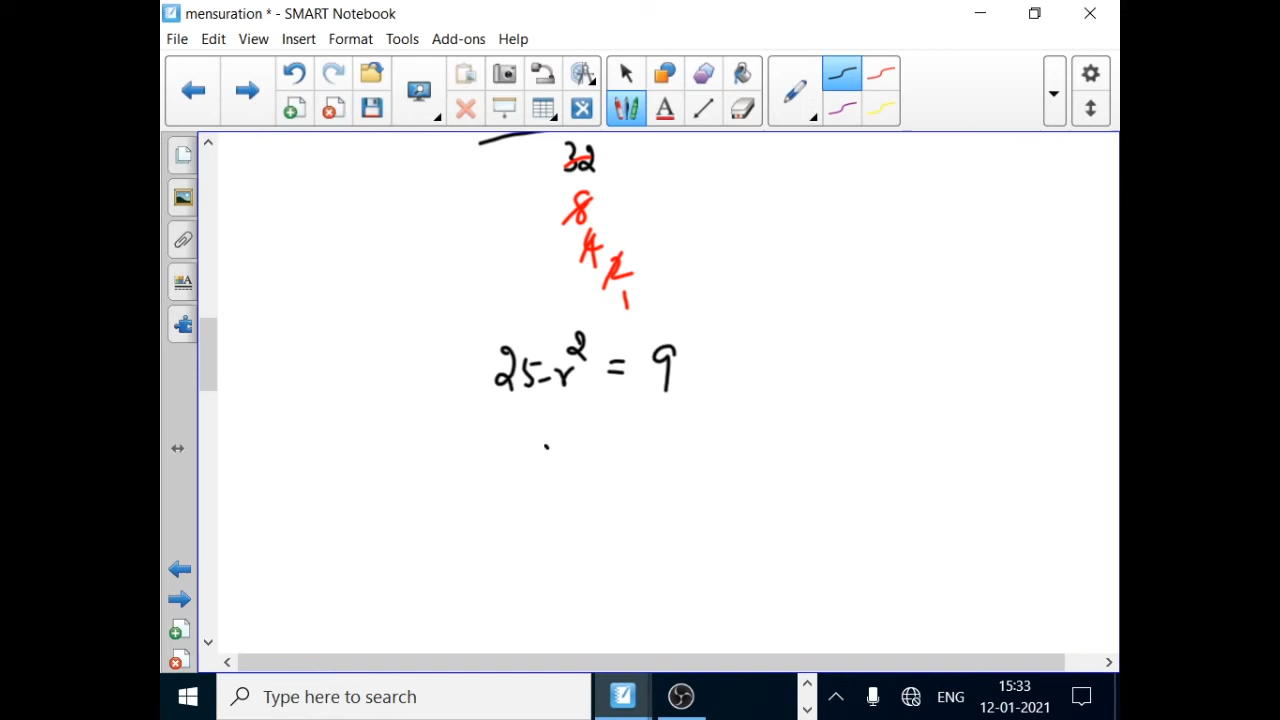 mensuration * - SMART Notebook
File Edit View Insert Format Tools Add-ons Help
32
8
4
2
1
25-r² = 9
Type here to search
ENG
15:33
12-01-2021